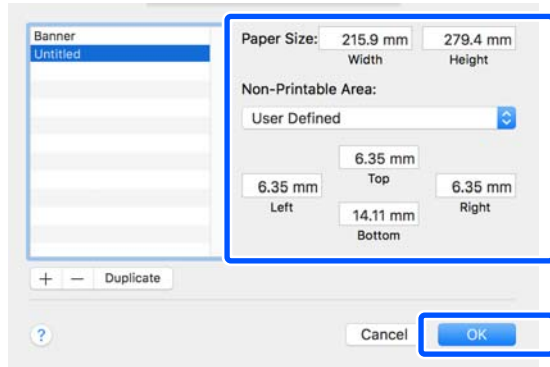 Banner
Untitled
Paper Size: 215.9 mm 279.4 mm
Width Height
Non-Printable Area:
User Defined
6.35 mm
Top
6.35 mm 6.35 mm
Left Right
14.11 mm
Bottom
+ − Duplicate
? Cancel OK